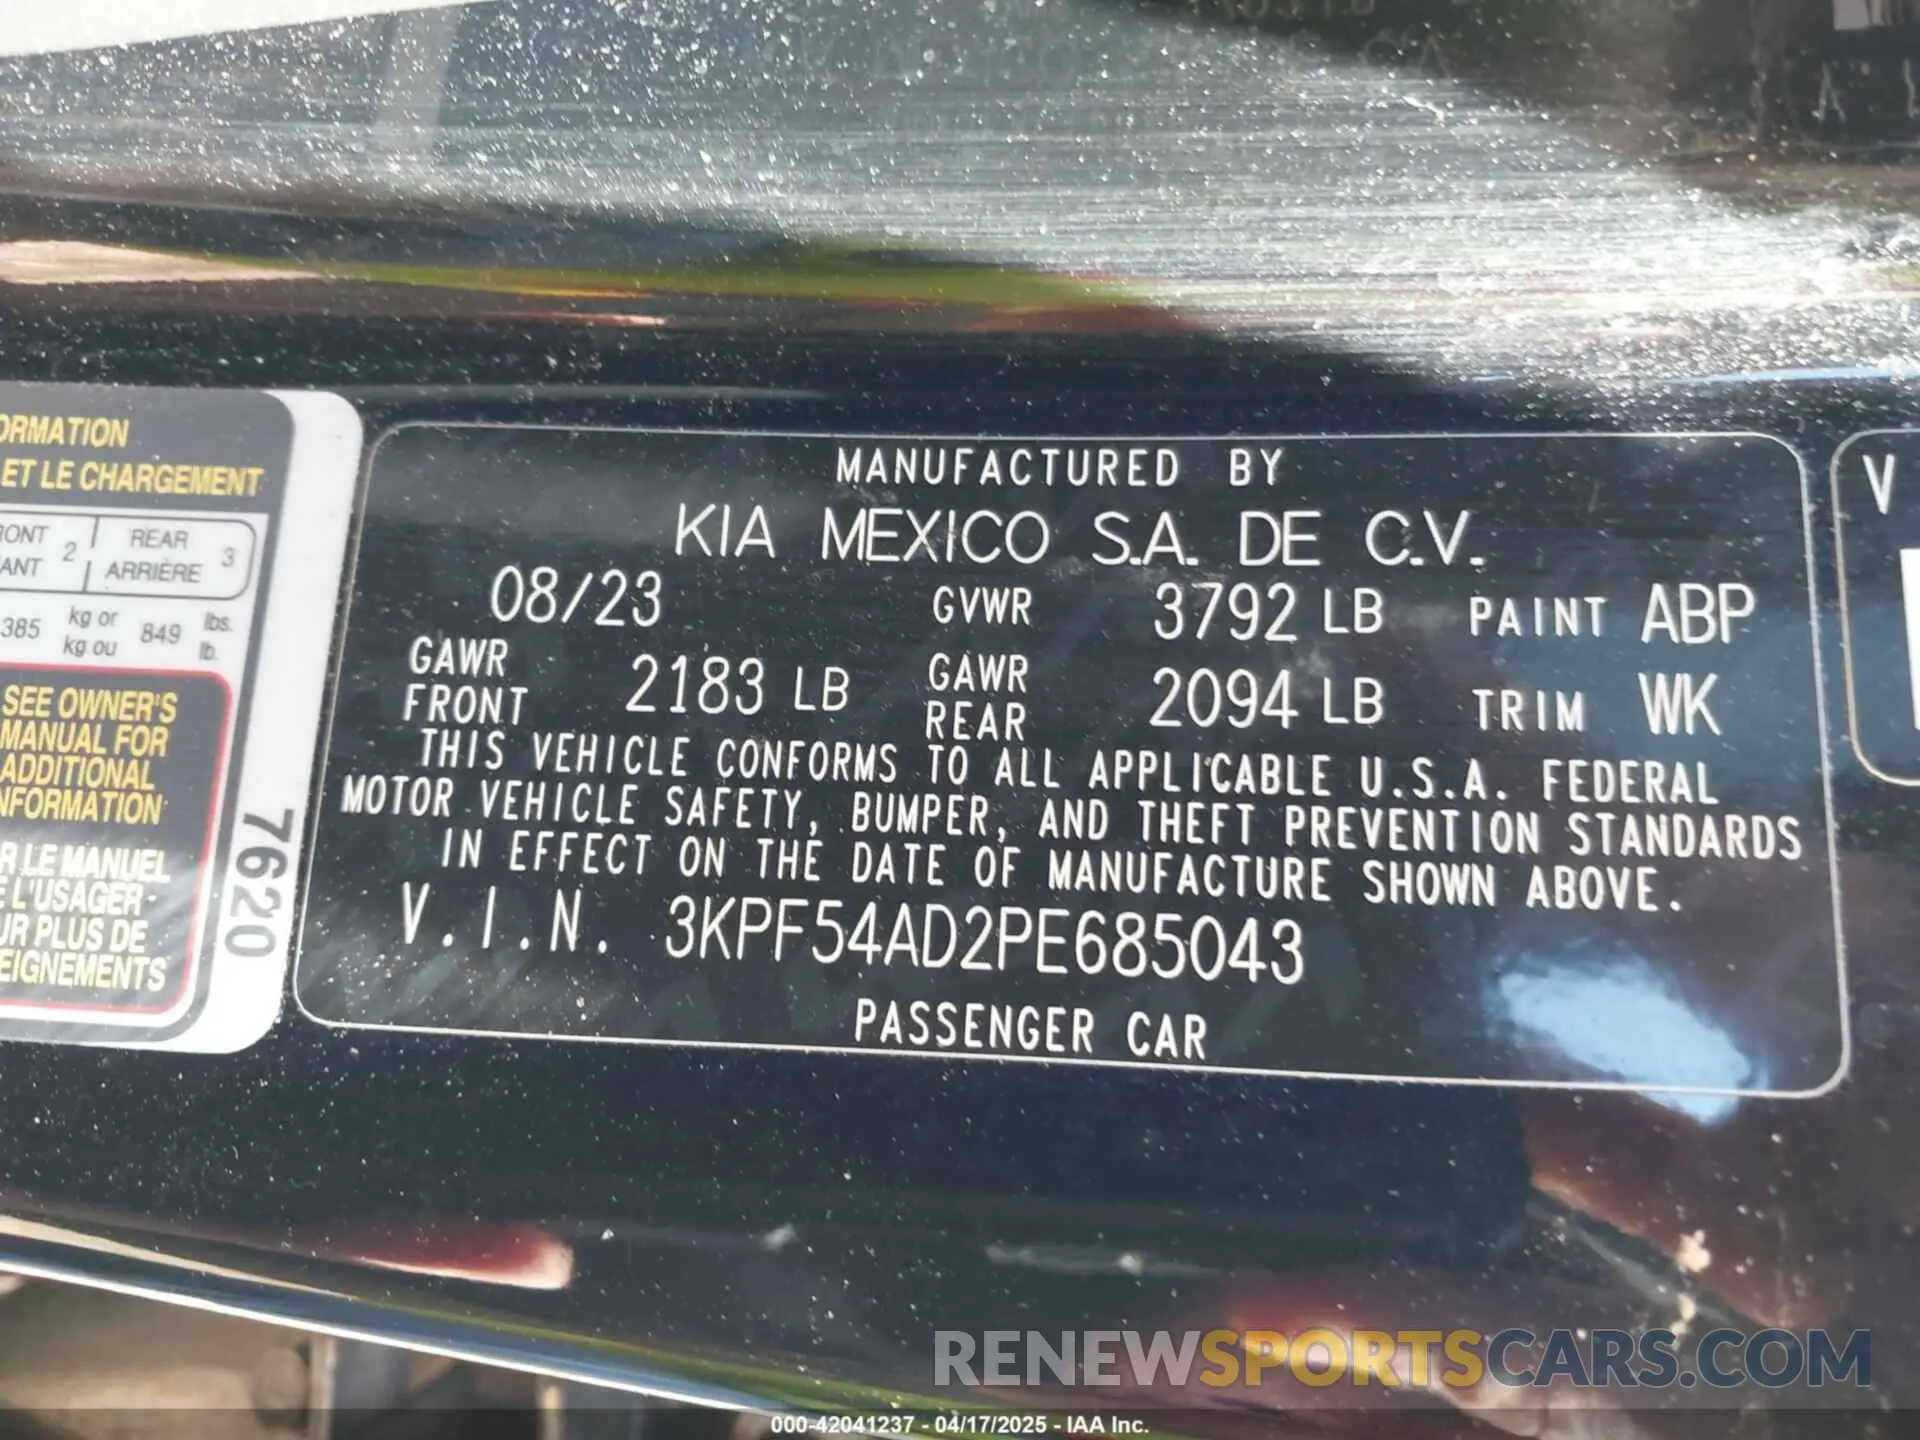 ORMATION
ET LE CHARGEMENT
RONT 2 REAR 3
ANT ARRIÈRE
385 kg or 849 lbs.
kg ou lb.
SEE OWNER'S
MANUAL FOR
ADDITIONAL
NFORMATION
R LE MANUEL
E L'USAGER
UR PLUS DE
EIGNEMENTS
7620
MANUFACTURED BY
KIA MEXICO S.A. DE C.V.
08/23 GVWR 3792 LB PAINT ABP
GAWR FRONT 2183 LB GAWR REAR 2094 LB TRIM WK
THIS VEHICLE CONFORMS TO ALL APPLICABLE U.S.A. FEDERAL
MOTOR VEHICLE SAFETY, BUMPER, AND THEFT PREVENTION STANDARDS
IN EFFECT ON THE DATE OF MANUFACTURE SHOWN ABOVE.
V.I.N. 3KPF54AD2PE685043
PASSENGER CAR
V
RENEWSPORTSCARS.COM
000-42041237 - 04/17/2025 - IAA Inc.